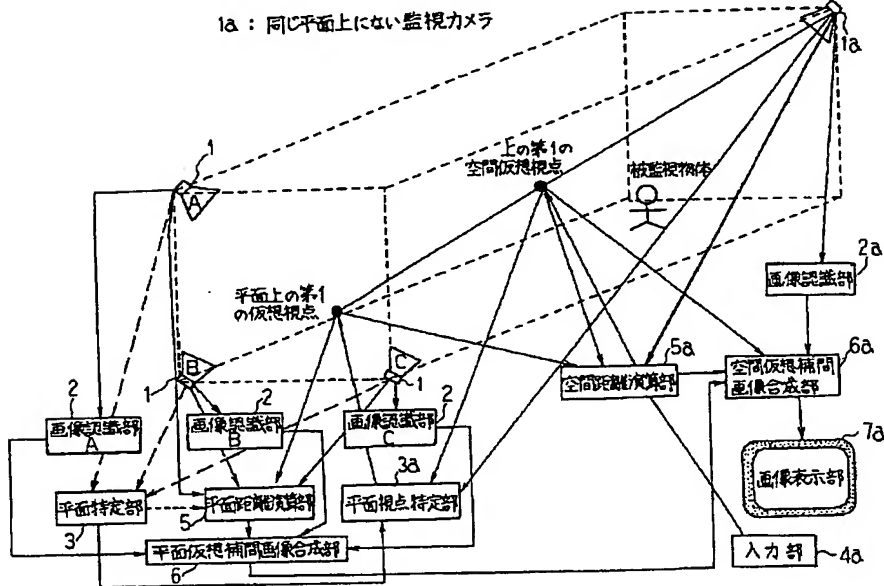 1a : 同じ平面上にない監視カメラ
1a
1
A
上の第1の
空間仮想視点
被監視物体
平面上の第1
の仮想視点
2a
画像認識部
B
C
1
1
5a
空間距離演算部
6a
空間仮想補間
画像合成部
2
画像認識部
A
2
画像認識部
B
2
画像認識部
C
3a
平面視点特定部
7a
画像表示部
平面特定部
3
5
平面距離演算部
平面仮想補間画像合成部
6
入力部
4a